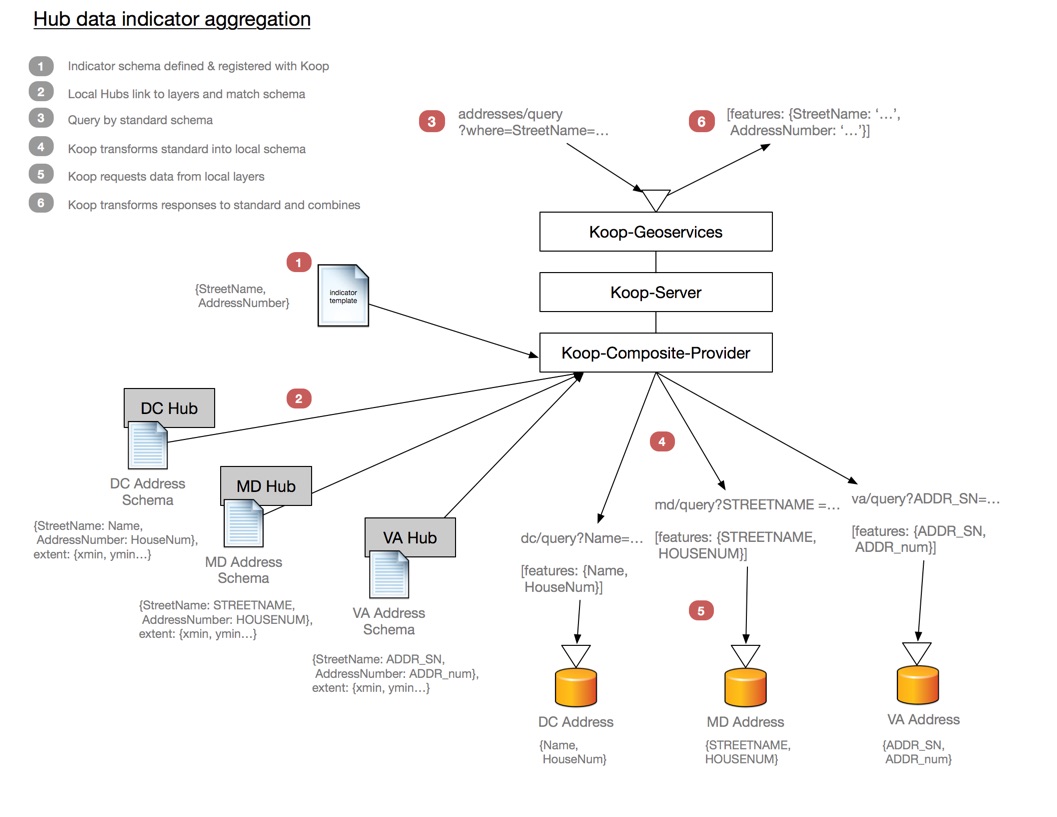 Hub data indicator aggregation
1 Indicator schema defined & registered with Koop
2 Local Hubs link to layers and match schema
3 Query by standard schema
4 Koop transforms standard into local schema
5 Koop requests data from local layers
6 Koop transforms responses to standard and combines
3
addresses/query
?where=StreetName=...
6
[features: {StreetName: ‘...’,
AddressNumber: ‘...’}]
Koop-Geoservices
Koop-Server
Koop-Composite-Provider
1
{StreetName,
AddressNumber}
indicator
template
2
DC Hub
DC Address
Schema
{StreetName: Name,
AddressNumber: HouseNum},
extent: {xmin, ymin...}
MD Hub
MD Address
Schema
{StreetName: STREETNAME,
AddressNumber: HOUSENUM},
extent: {xmin, ymin...}
VA Hub
VA Address
Schema
{StreetName: ADDR_SN,
AddressNumber: ADDR_num},
extent: {xmin, ymin...}
4
dc/query?Name=...
[features: {Name,
HouseNum}]
md/query?STREETNAME =...
[features: {STREETNAME,
HOUSENUM}]
va/query?ADDR_SN=...
[features: {ADDR_SN,
ADDR_num}]
5
DC Address
{Name,
HouseNum}
MD Address
{STREETNAME,
HOUSENUM}
VA Address
{ADDR_SN,
ADDR_num}